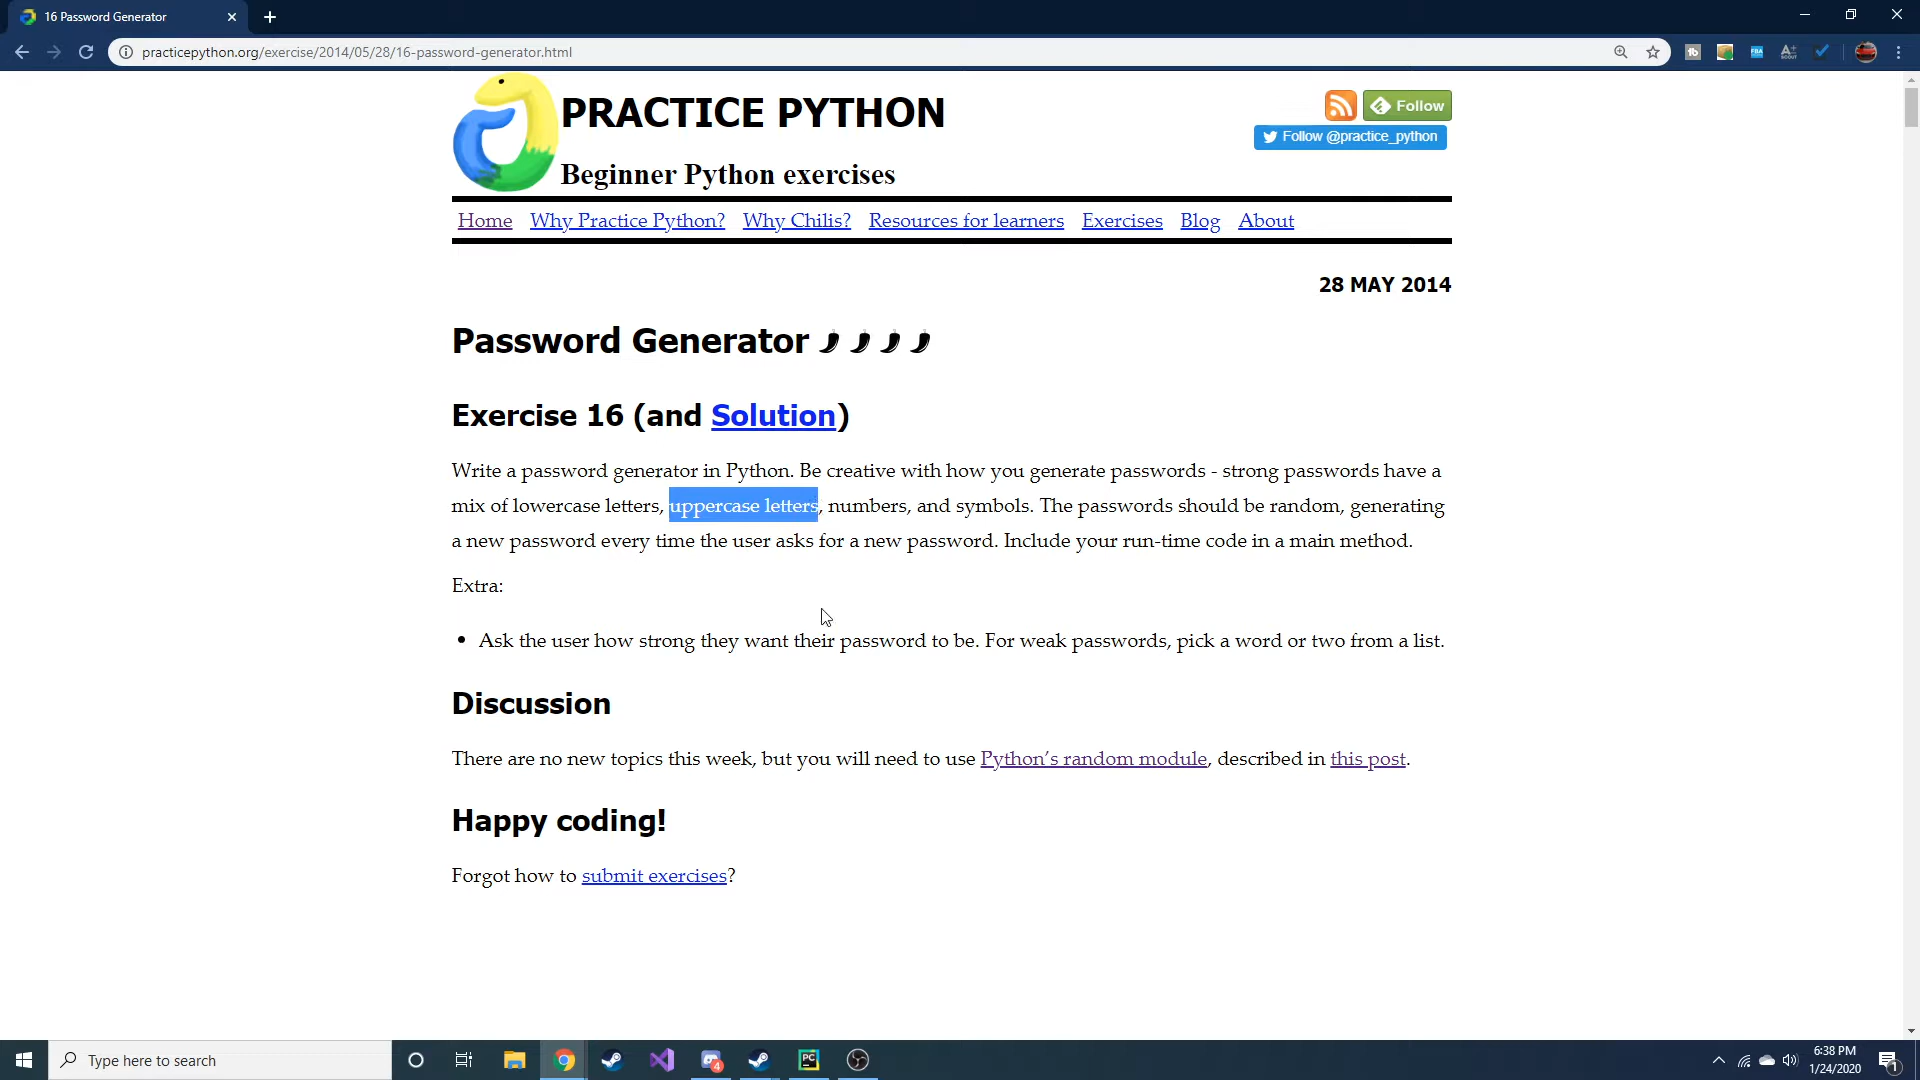 16 Password Generator
practicepython.org/exercise/2014/05/28/16-password-generator.html
PRACTICE PYTHON
Follow
Follow @practice_python
Beginner Python exercises
Home Why Practice Python? Why Chilis? Resources for learners Exercises Blog About
28 MAY 2014
Password Generator
Exercise 16 (and Solution)
Write a password generator in Python. Be creative with how you generate passwords - strong passwords have a
mix of lowercase letters, uppercase letters, numbers, and symbols. The passwords should be random, generating
a new password every time the user asks for a new password. Include your run-time code in a main method.
Extra:
• Ask the user how strong they want their password to be. For weak passwords, pick a word or two from a list.
Discussion
There are no new topics this week, but you will need to use Python's random module, described in this post.
Happy coding!
Forgot how to submit exercises?
Type here to search
4
PC
6:38 PM
1/24/2020
1